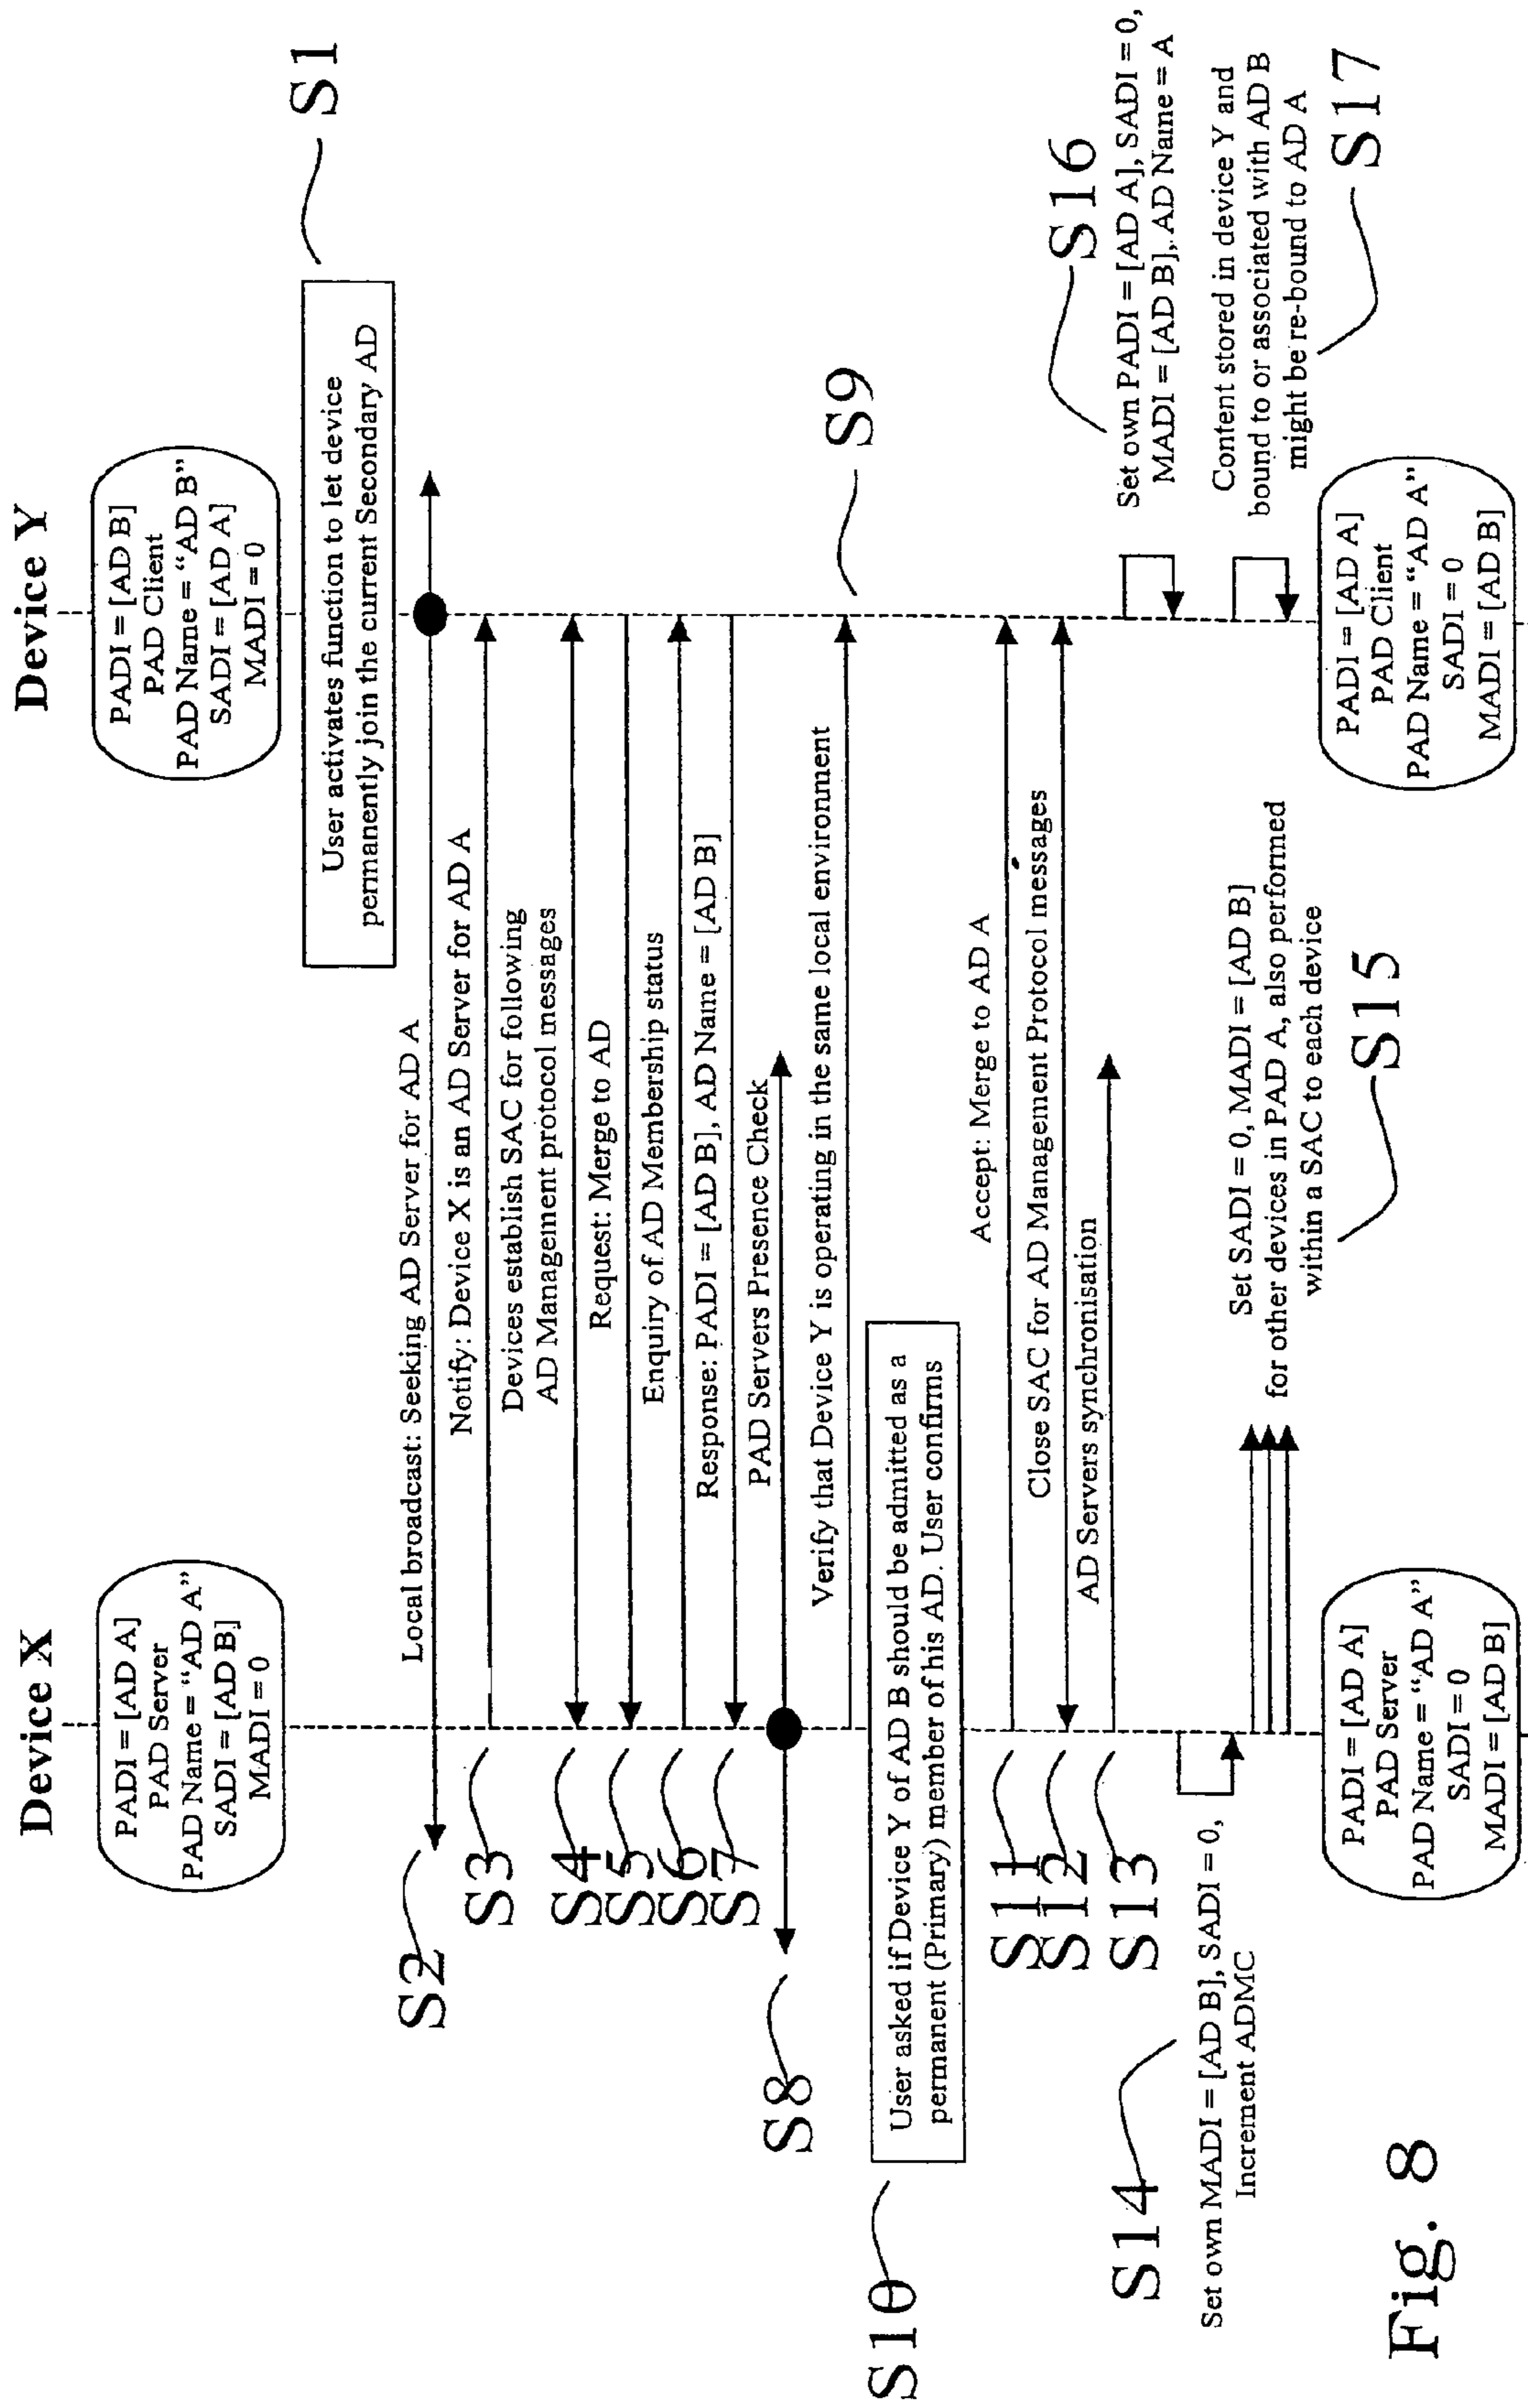 Device X
Device Y
PADI = [AD A]
PAD Server
PAD Name = “AD A”
SADI = [AD B]
MADI = 0
PADI = [AD B]
PAD Client
PAD Name = “AD B”
SADI = [AD A]
MADI = 0
User activates function to let device
permanently join the current Secondary AD
S1
Local broadcast: Seeking AD Server for AD A
S2
Notify: Device X is an AD Server for AD A
S3
Devices establish SAC for following
AD Management protocol messages
S4
Request: Merge to AD
S5
Enquiry of AD Membership status
S6
Response: PADI = [AD B], AD Name = [AD B]
S7
PAD Servers Presence Check
S8
Verify that Device Y is operating in the same local environment
S9
User asked if Device Y of AD B should be admitted as a
permanent (Primary) member of his AD. User confirms
S10
Accept: Merge to AD A
S11
Close SAC for AD Management Protocol messages
S12
AD Servers synchronisation
S13
S14
Set own MADI = [AD B], SADI = 0,
Increment ADMC
Set SADI = 0, MADI = [AD B]
for other devices in PAD A, also performed
within a SAC to each device
S15
S16
Set own PADI = [AD A], SADI = 0,
MADI = [AD B], AD Name = A
Content stored in device Y and
bound to or associated with AD B
might be re-bound to AD A
S17
PADI = [AD A]
PAD Server
PAD Name = “AD A”
SADI = 0
MADI = [AD B]
PADI = [AD A]
PAD Client
PAD Name = “AD A”
SADI = 0
MADI = [AD B]
Fig. 8